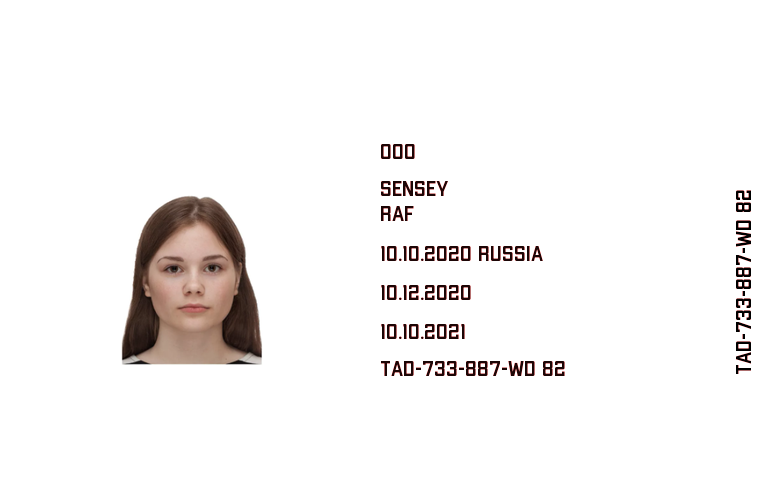 000
SENSEY
RAF
10.10.2020 RUSSIA
10.12.2020
10.10.2021
TAD-733-887-WD 82
TAD-733-887-WD 82